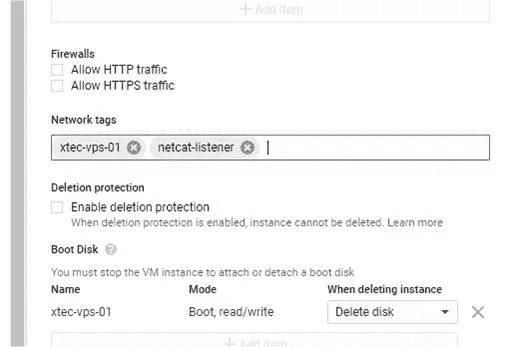 + Add item
Firewalls
Allow HTTP traffic
Allow HTTPS traffic
Network tags
xtec-vps-01 netcat-listener
Deletion protection
Enable deletion protection
When deletion protection is enabled, instance cannot be deleted. Learn more
Boot Disk
You must stop the VM instance to attach or detach a boot disk
Name Mode When deleting instance
xtec-vps-01 Boot, read/write Delete disk
+ Add item